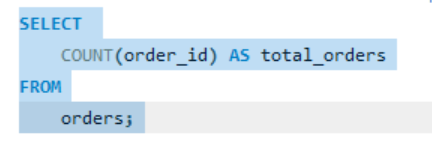 SELECT
COUNT(order_id) AS total_orders
FROM
orders;